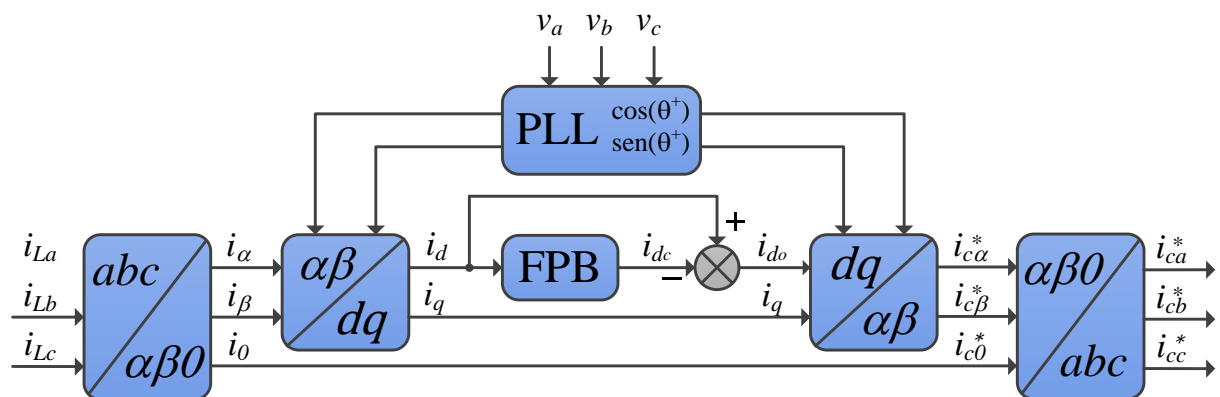 v_a v_b v_c
PLL cos(θ⁺)
sen(θ⁺)
+
i_La i_α αβ i_d FPB i_dc − i_do dq i*_cα αβ0 i*_ca
abc
i_Lb i_β dq i_q i_q αβ i*_cβ i*_cb
i_Lc αβ0 i_0 i*_c0 abc i*_cc